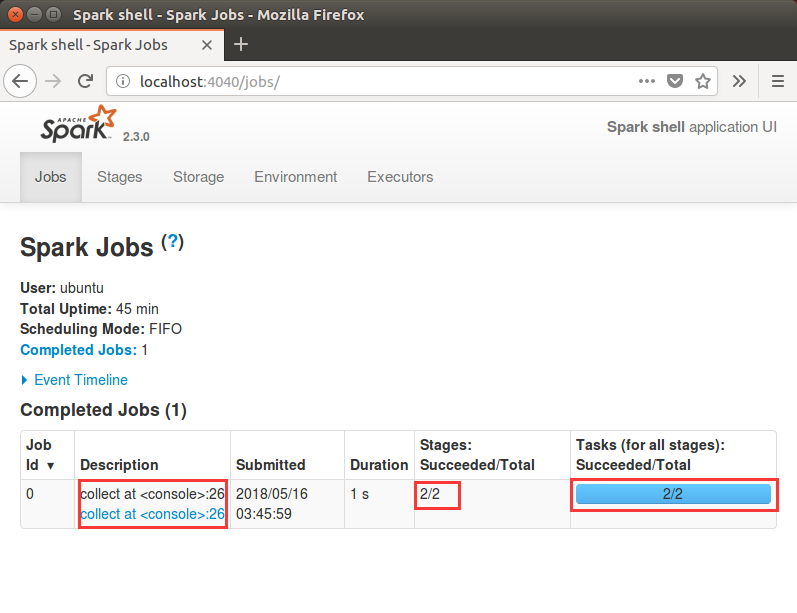 Spark shell - Spark Jobs - Mozilla Firefox
Spark shell - Spark Jobs
localhost:4040/jobs/
APACHE
Spark 2.3.0
Spark shell application UI
Jobs Stages Storage Environment Executors
Spark Jobs (?)
User: ubuntu
Total Uptime: 45 min
Scheduling Mode: FIFO
Completed Jobs: 1
Event Timeline
Completed Jobs (1)
Job Id ▼ Description Submitted Duration Stages: Succeeded/Total Tasks (for all stages): Succeeded/Total
0 collect at <console>:26 2018/05/16 03:45:59 1 s 2/2 2/2
collect at <console>:26